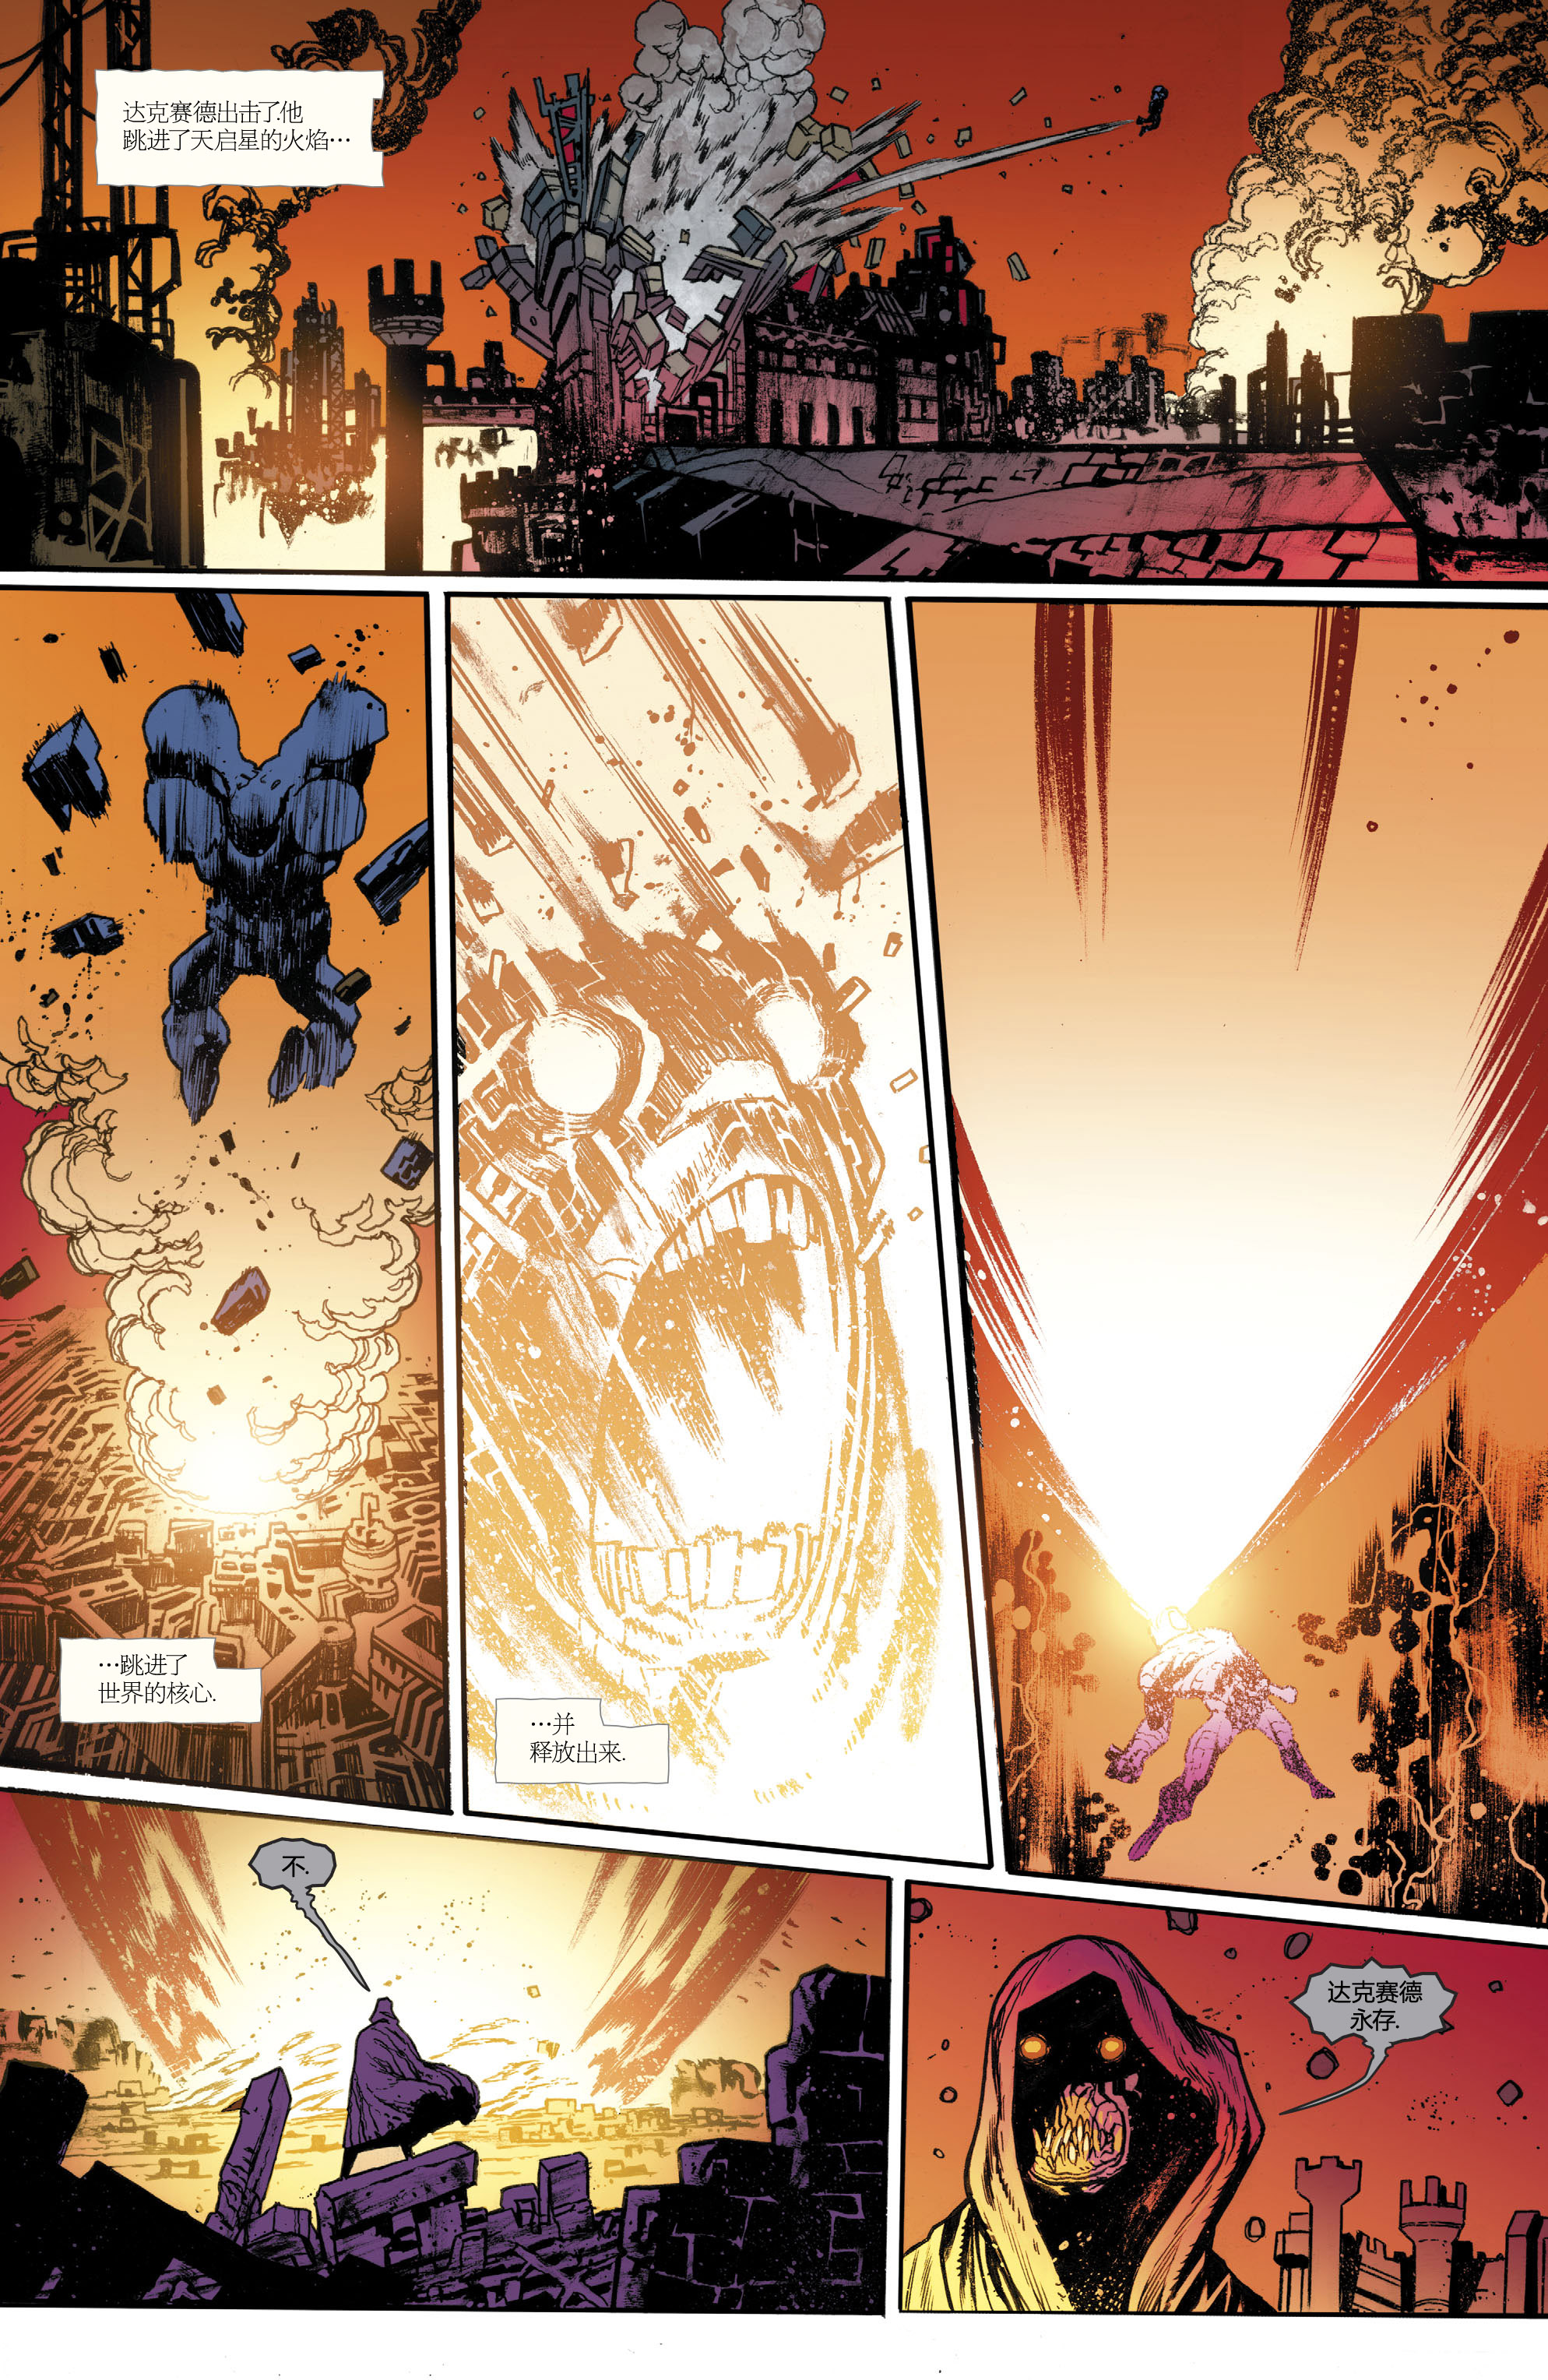 达克赛德出击了.他
跳进了天启星的火焰…
…跳进了
世界的核心.
…并
释放出来.
不.
达克赛德
永存.